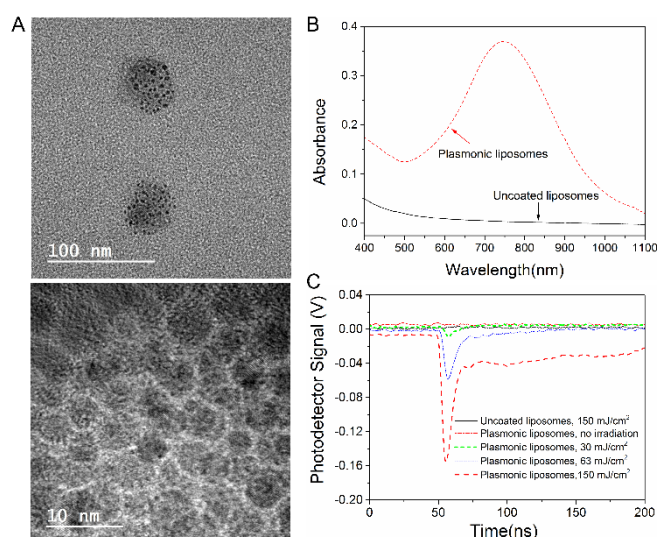 A
100 nm
10 nm
B
0.4
0.3
0.2
0.1
0.0
Absorbance
Plasmonic liposomes
Uncoated liposomes
400 500 600 700 800 900 1000 1100
Wavelength(nm)
C
0.04
0.00
-0.04
-0.08
-0.12
-0.16
-0.20
Photodetector Signal (V)
Uncoated liposomes, 150 mJ/cm²
Plasmonic liposomes, no irradiation
Plasmonic liposomes, 30 mJ/cm²
Plasmonic liposomes, 63 mJ/cm²
Plasmonic liposomes,150 mJ/cm²
0 50 100 150 200
Time(ns)